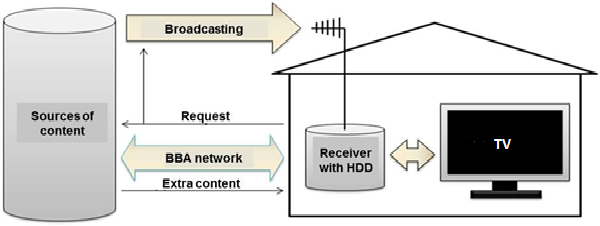 Broadcasting
Sources of
content
Request
BBA network
Extra content
Receiver
with HDD
TV